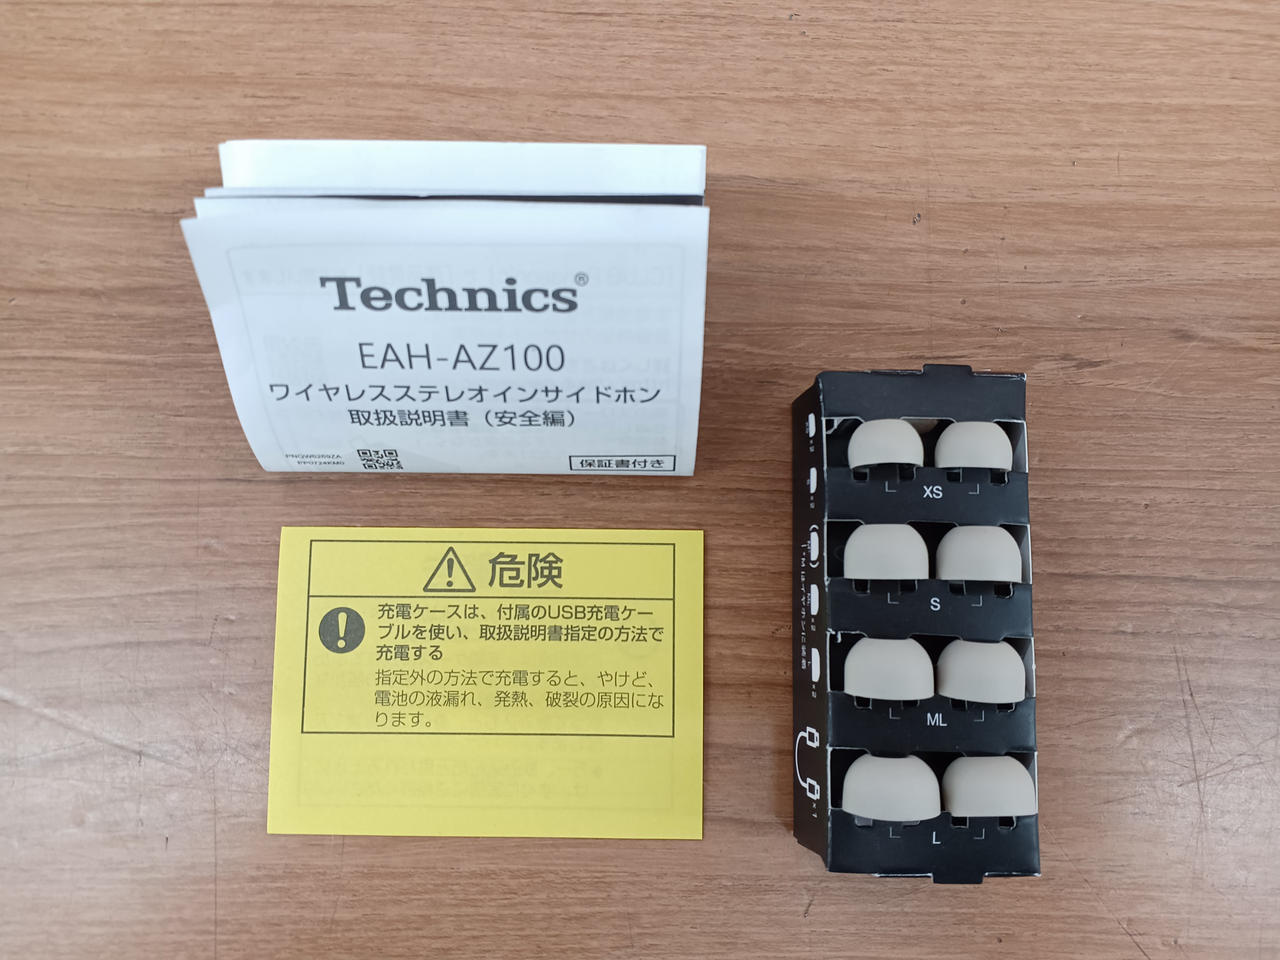 Technics®
EAH-AZ100
ワイヤレスステレオインサイドホン
取扱説明書（安全編）
PNQW6269ZA
PP0724KM0
保証書付き
危険
充電ケースは、付属のUSB充電ケー
ブルを使い、取扱説明書指定の方法で
充電する
指定外の方法で充電すると、やけど、
電池の液漏れ、発熱、破裂の原因にな
ります。
XS
S
ML
L